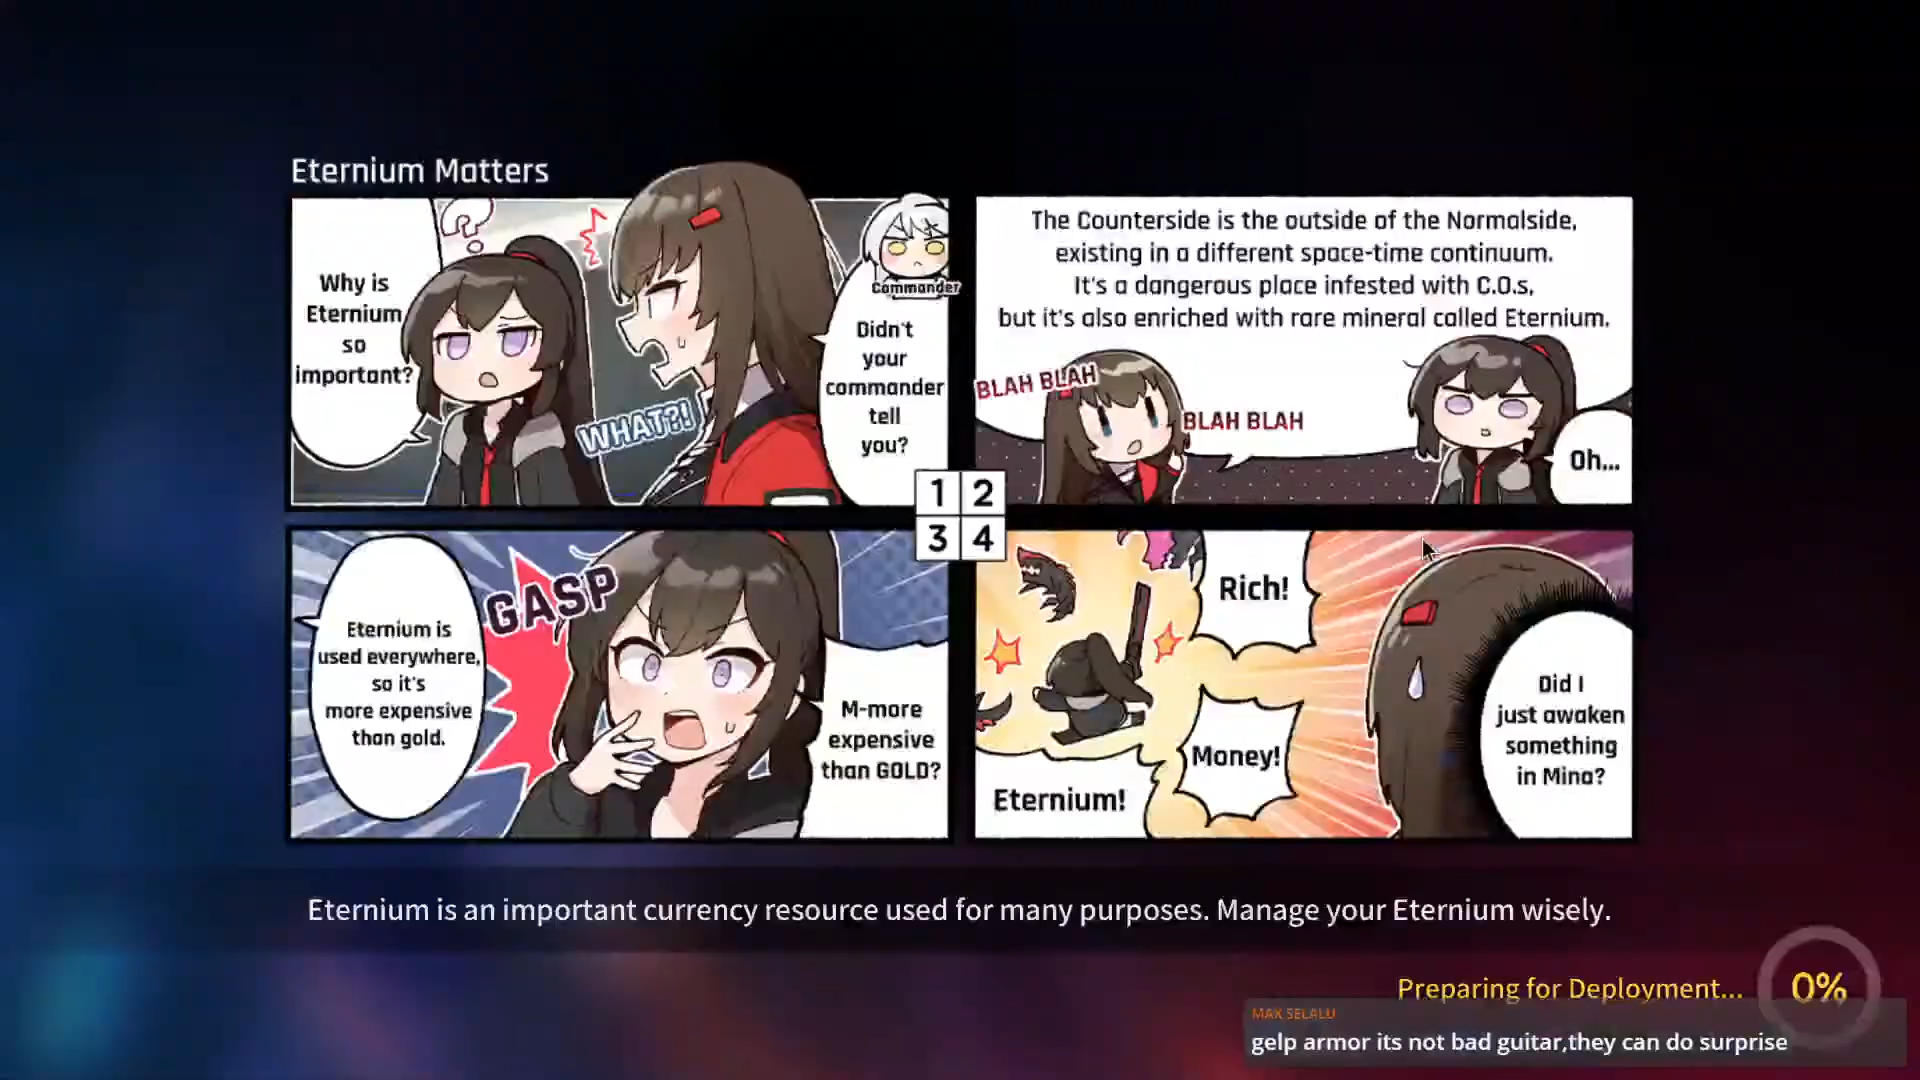 Eternium Matters
Why is
Eternium
so
important?
WHAT?!
Commander
Didn't
your
commander
tell
you?
The Counterside is the outside of the Normalside,
existing in a different space-time continuum.
It's a dangerous place infested with C.O.s,
but it's also enriched with rare mineral called Eternium.
BLAH BLAH
BLAH BLAH
Oh...
1 2
3 4
Eternium is
used everywhere,
so it's
more expensive
than gold.
GASP
M-more
expensive
than GOLD?
Rich!
Money!
Eternium!
Did I
just awaken
something
in Mina?
Eternium is an important currency resource used for many purposes. Manage your Eternium wisely.
Preparing for Deployment...
0%
MAX SELALU
gelp armor its not bad guitar,they can do surprise